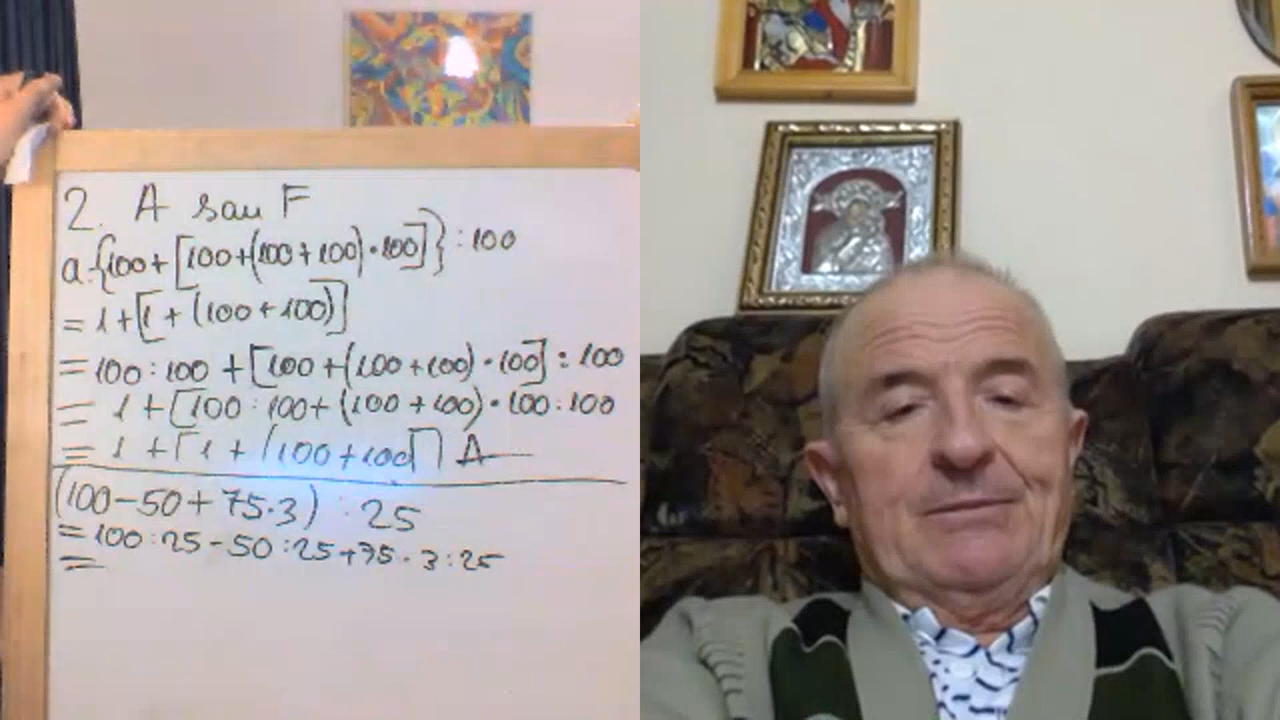 2. A sau F
a. {100+[100+(100+100)·100]} : 100
= 1+[1+(100+100)]
= 100:100 + [100+(100+100)·100] : 100
= 1+[100:100+(100+100)·100:100
= 1+[1+(100+100] A
(100-50+75·3) : 25
= 100:25-50:25+75·3:25
=